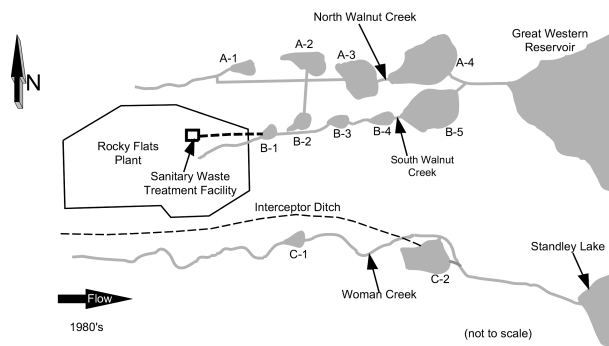 North Walnut Creek
Great Western
Reservoir
A-1
A-2
A-3
A-4
N
Rocky Flats
Plant
B-1
B-2
B-3
B-4
B-5
Sanitary Waste
Treatment Facility
South Walnut
Creek
Interceptor Ditch
C-1
C-2
Standley Lake
Woman Creek
Flow
1980's
(not to scale)